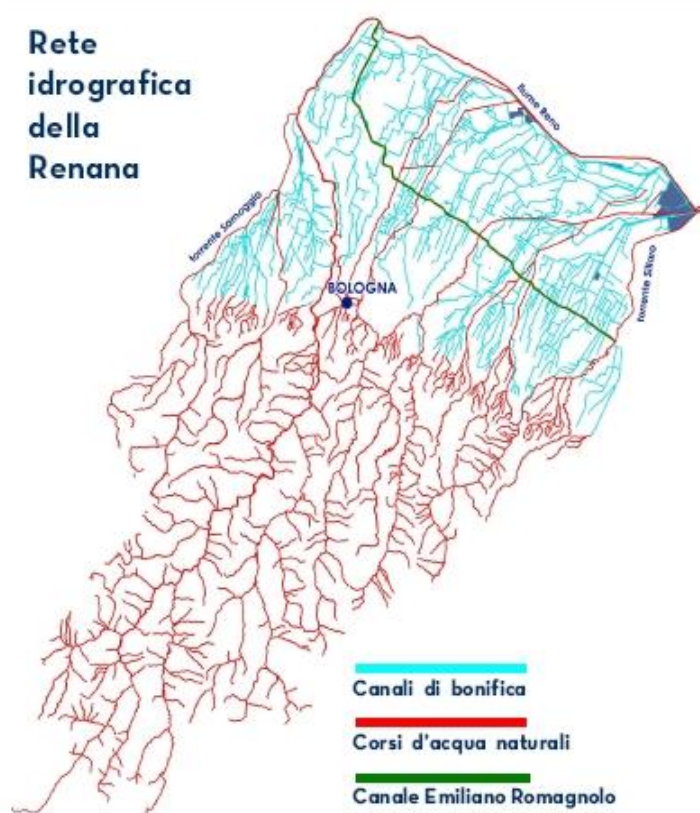 Rete
idrografica
della
Renana
fiume Reno
torrente Samoggia
torrente Sillaro
BOLOGNA
Canali di bonifica
Corsi d'acqua naturali
Canale Emiliano Romagnolo